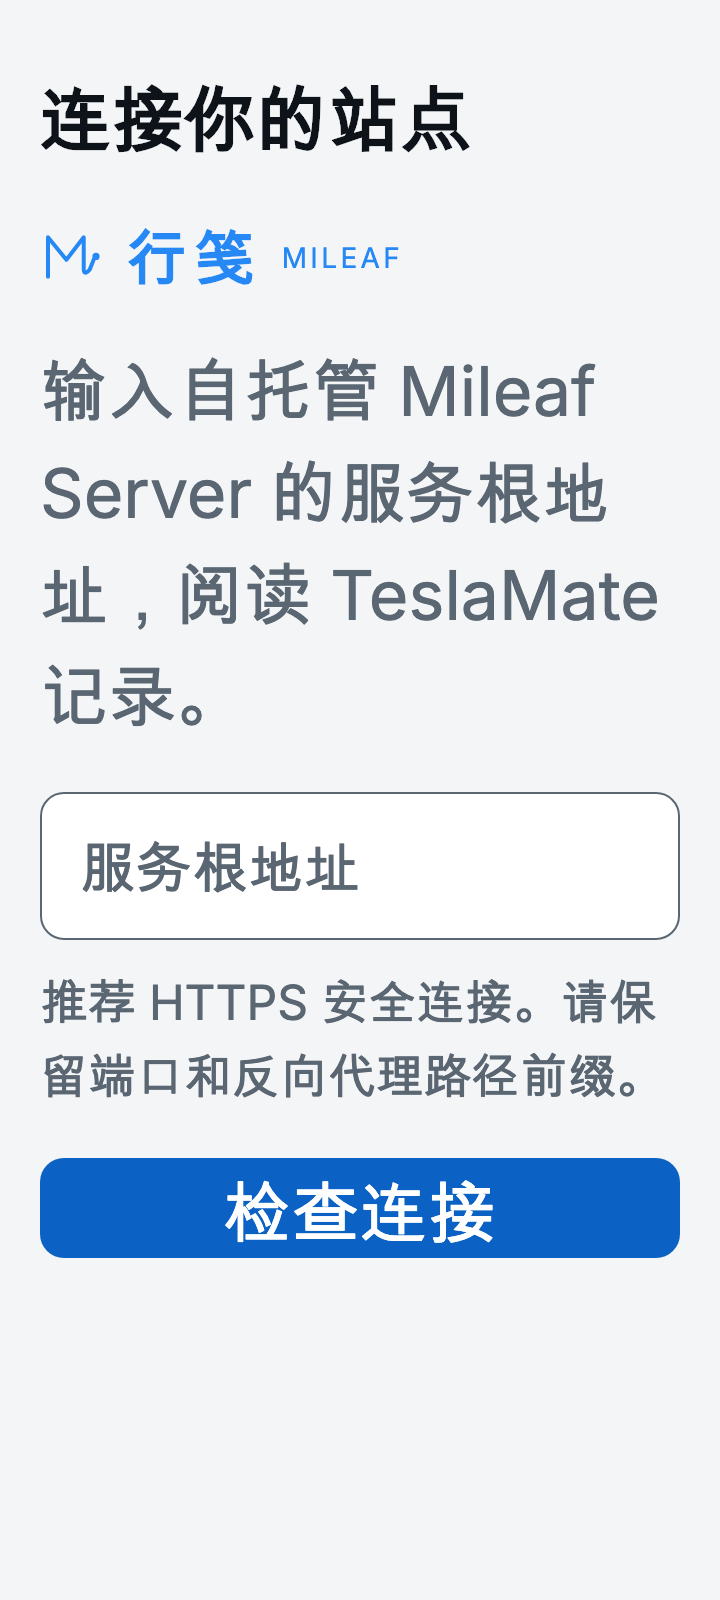 连接你的站点
行笺 MILEAF
输入自托管 Mileaf
Server 的服务根地
址，阅读 TeslaMate
记录。
服务根地址
推荐 HTTPS 安全连接。请保
留端口和反向代理路径前缀。
检查连接